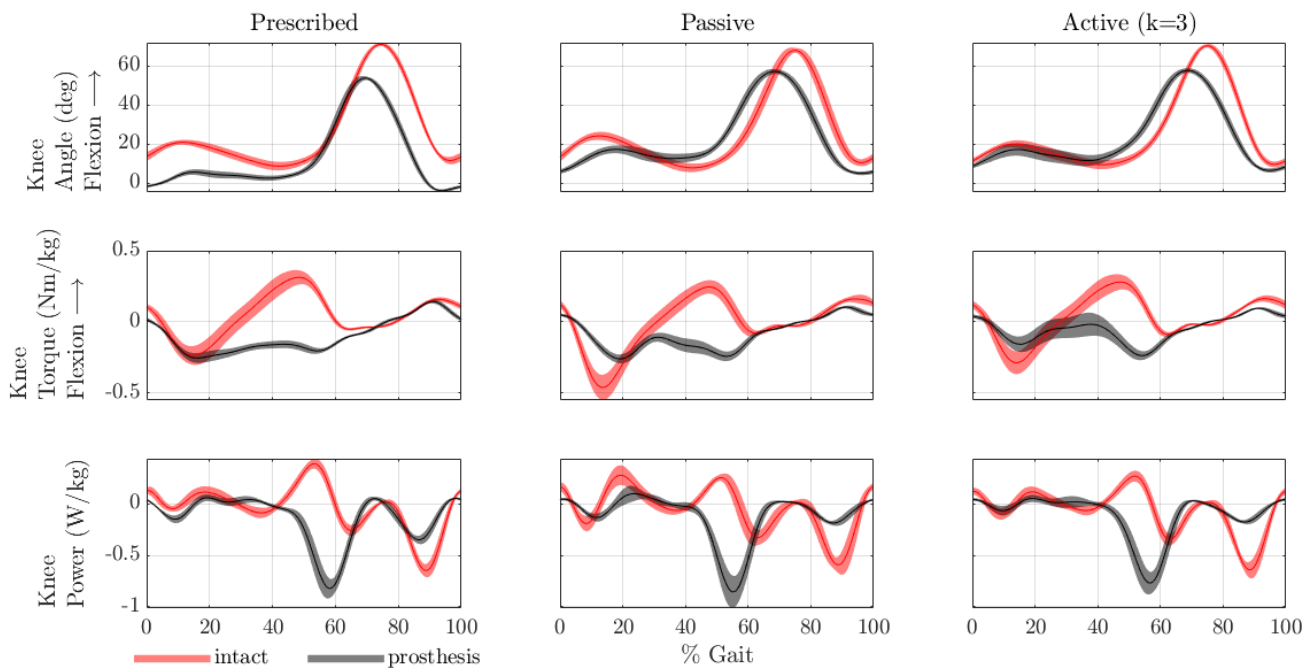 Prescribed Passive Active (k=3)
Knee
Angle (deg)
Flexion ⟶
60
40
20
0
0.5
0
-0.5
Knee
Torque (Nm/kg)
Flexion ⟶
0
-0.5
-1
Knee
Power (W/kg)
0 20 40 60 80 100 0 20 40 60 80 100 0 20 40 60 80 100
intact prosthesis % Gait